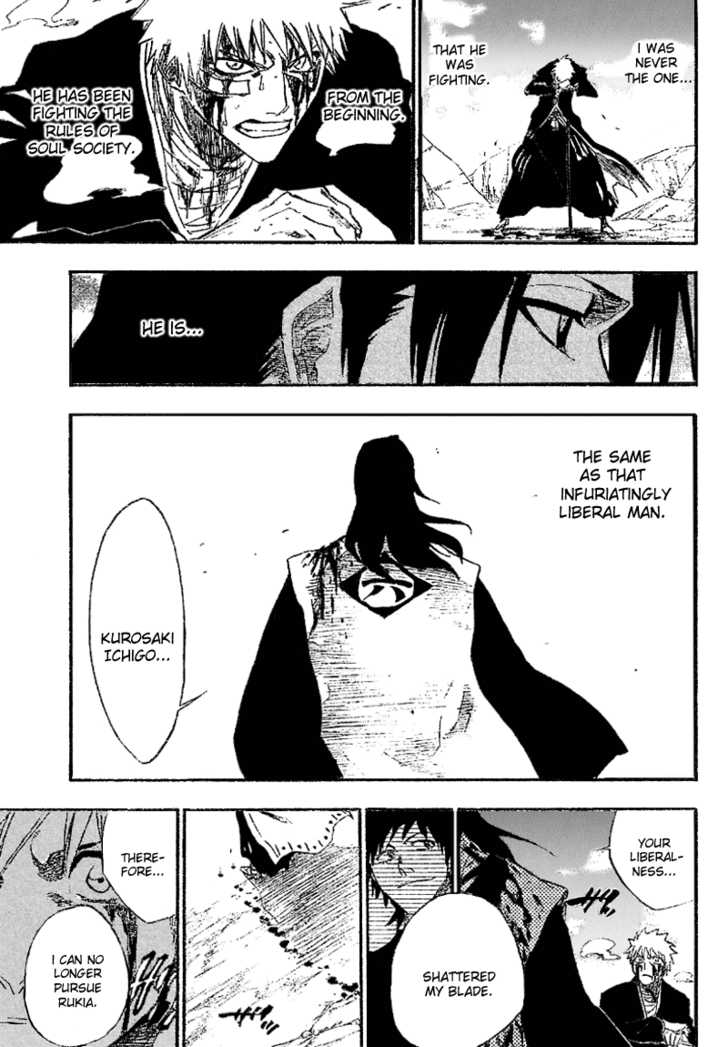 I WAS
NEVER
THE ONE...
THAT HE
WAS
FIGHTING.
FROM THE
BEGINNING.
HE HAS BEEN
FIGHTING THE
RULES OF
SOUL SOCIETY.
HE IS...
THE SAME
AS THAT
INFURIATINGLY
LIBERAL MAN.
六
KUROSAKI
ICHIGO...
YOUR
LIBERAL-
NESS...
SHATTERED
MY BLADE.
THERE-
FORE...
I CAN NO
LONGER
PURSUE
RUKIA.